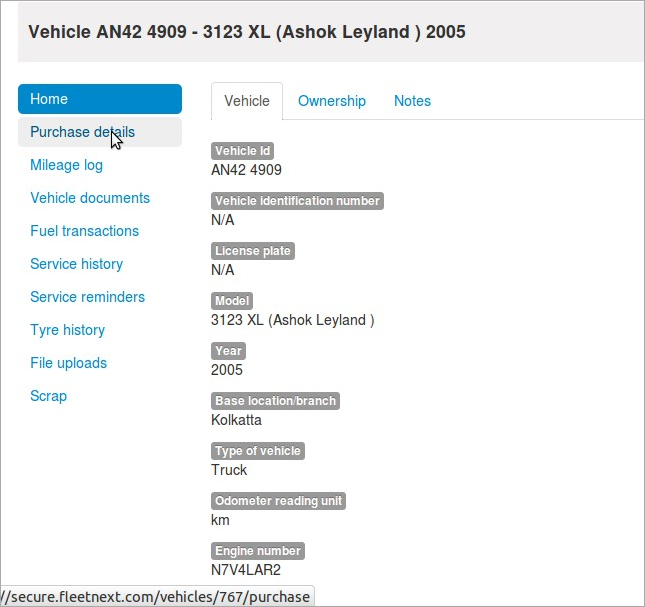 Vehicle AN42 4909 - 3123 XL (Ashok Leyland ) 2005
Home
Purchase details
Mileage log
Vehicle documents
Fuel transactions
Service history
Service reminders
Tyre history
File uploads
Scrap
Vehicle Ownership Notes
Vehicle Id
AN42 4909
Vehicle identification number
N/A
License plate
N/A
Model
3123 XL (Ashok Leyland )
Year
2005
Base location/branch
Kolkatta
Type of vehicle
Truck
Odometer reading unit
km
Engine number
N7V4LAR2
//secure.fleetnext.com/vehicles/767/purchase